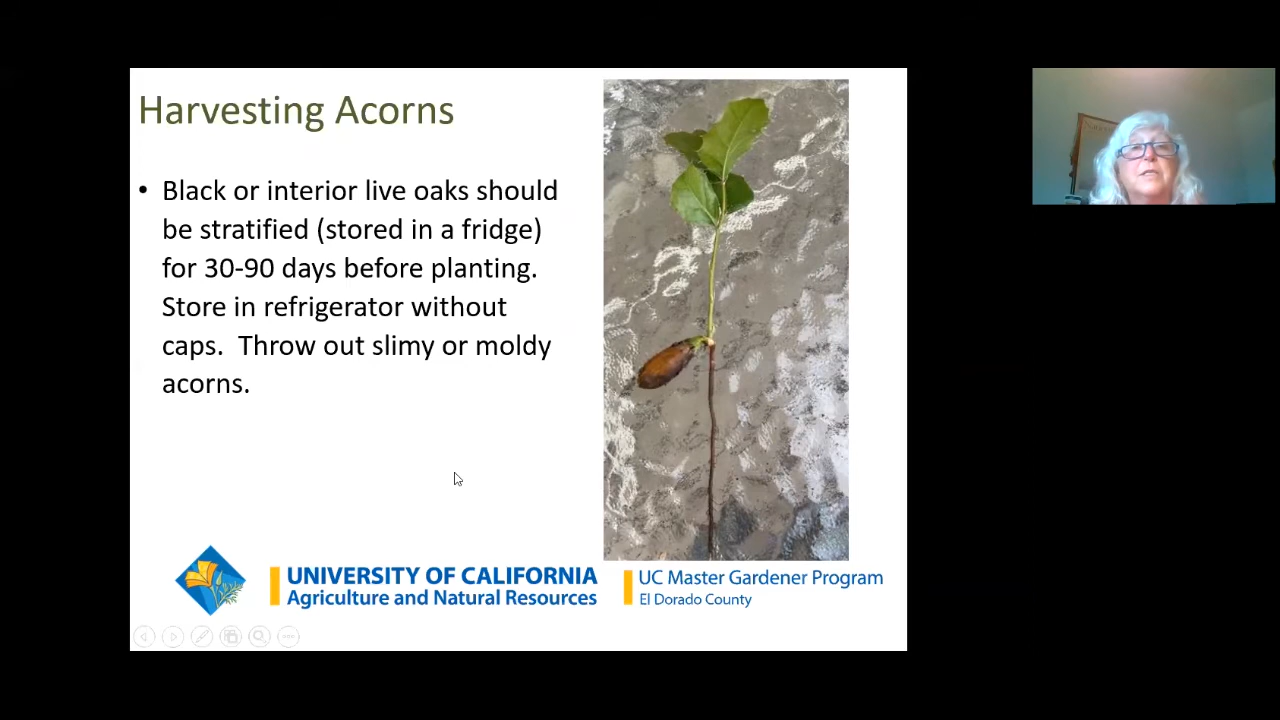 Harvesting Acorns
• Black or interior live oaks should
be stratified (stored in a fridge)
for 30-90 days before planting.
Store in refrigerator without
caps.  Throw out slimy or moldy
acorns.
UNIVERSITY OF CALIFORNIA
Agriculture and Natural Resources
UC Master Gardener Program
El Dorado County